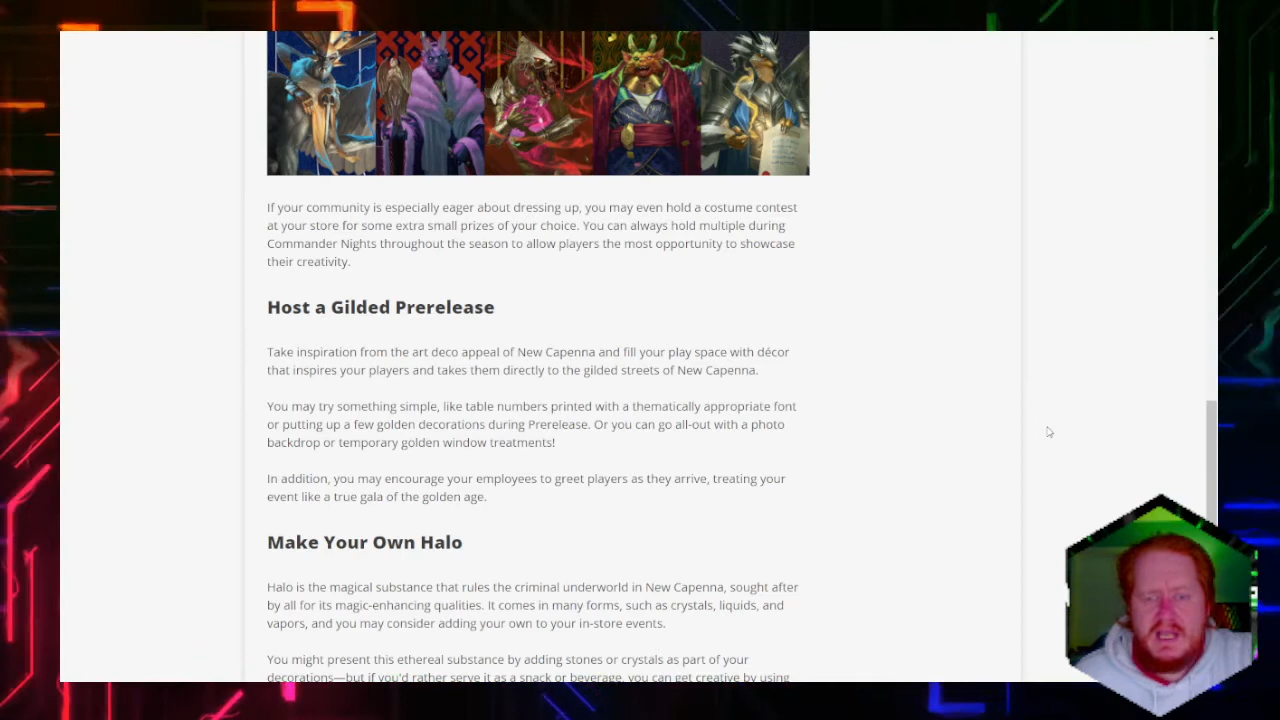 If your community is especially eager about dressing up, you may even hold a costume contest
at your store for some extra small prizes of your choice. You can always hold multiple during
Commander Nights throughout the season to allow players the most opportunity to showcase
their creativity.
Host a Gilded Prerelease
Take inspiration from the art deco appeal of New Capenna and fill your play space with décor
that inspires your players and takes them directly to the gilded streets of New Capenna.
You may try something simple, like table numbers printed with a thematically appropriate font
or putting up a few golden decorations during Prerelease. Or you can go all-out with a photo
backdrop or temporary golden window treatments!
In addition, you may encourage your employees to greet players as they arrive, treating your
event like a true gala of the golden age.
Make Your Own Halo
Halo is the magical substance that rules the criminal underworld in New Capenna, sought after
by all for its magic-enhancing qualities. It comes in many forms, such as crystals, liquids, and
vapors, and you may consider adding your own to your in-store events.
You might present this ethereal substance by adding stones or crystals as part of your
decorations—but if you'd rather serve it as a snack or beverage, you can get creative by using